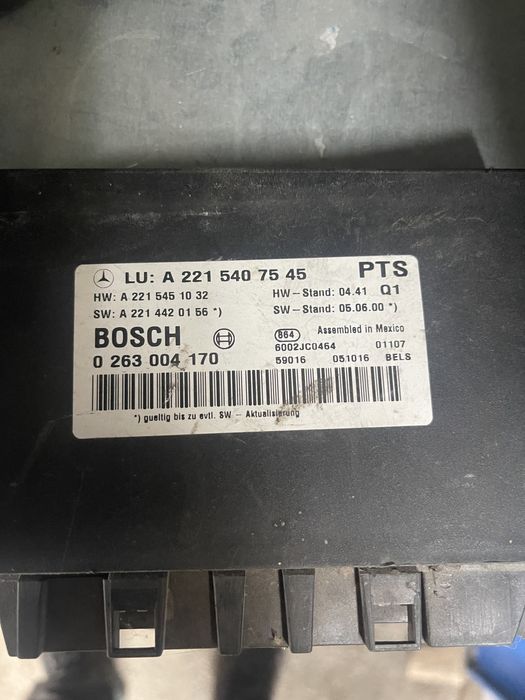 LU: A 221 540 75 45 PTS
HW: A 221 545 10 32 HW-Stand: 04.41 Q1
SW: A 221 442 01 56 *) SW-Stand: 05.06.00 *)
BOSCH 864 Assembled in Mexico
0 263 004 170 6002JC0464 01107
59016 051016 BELS
*) gueltig bis zu evtl. SW - Aktualisierung